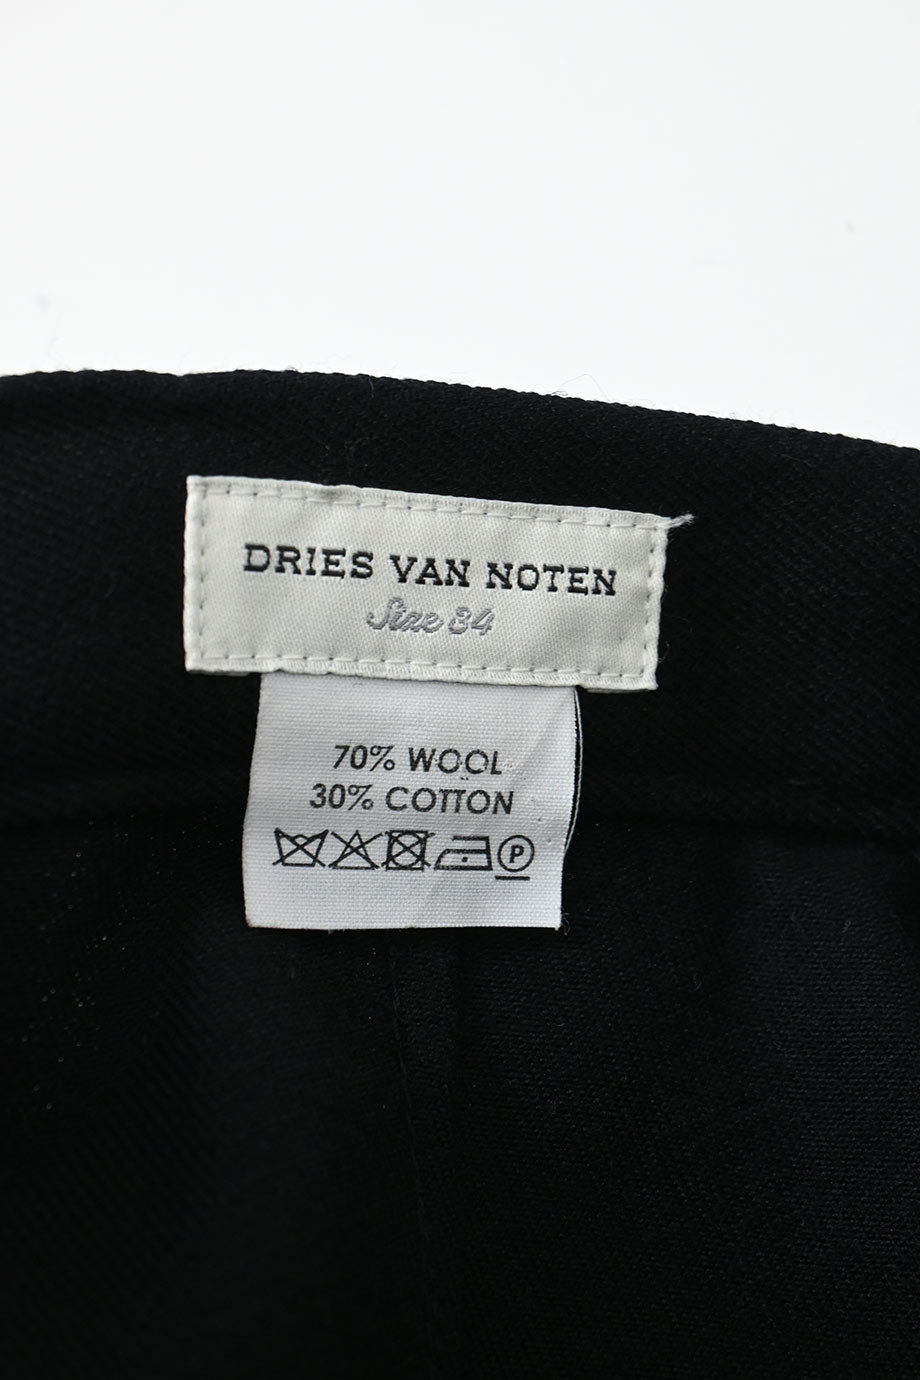 DRIES VAN NOTEN
Size 34
70% WOOL
30% COTTON
P